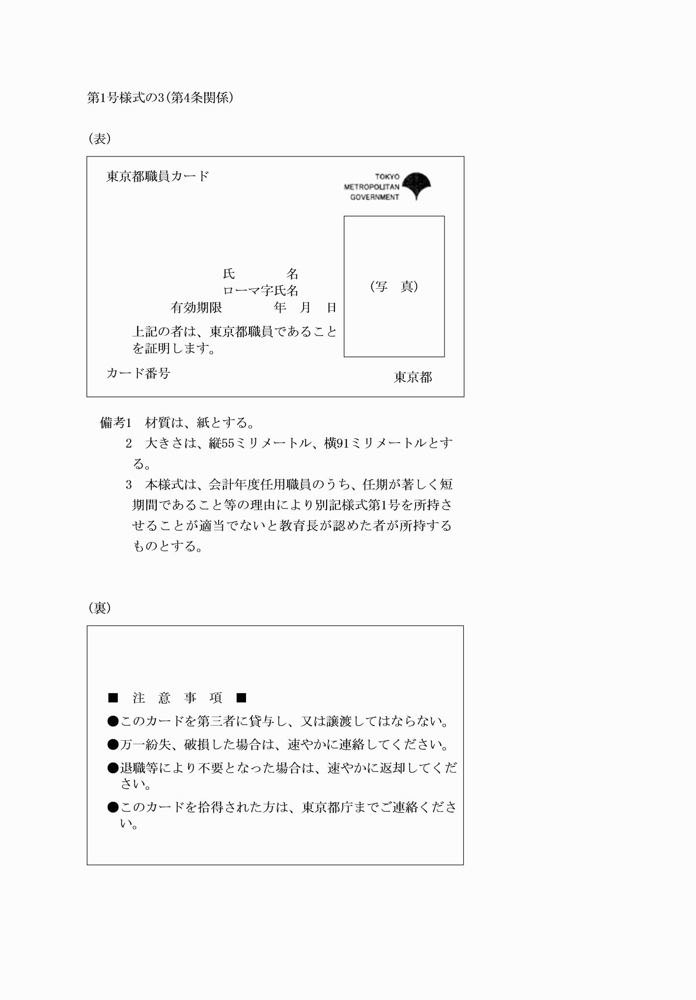 第1号様式の3（第4条関係）
（表）
東京都職員カード
TOKYO
METROPOLITAN
GOVERNMENT
氏　　　　名
ローマ字氏名
有効期限　　　　年　月　日
（写　真）
上記の者は、東京都職員であること
を証明します。
カード番号
東京都
備考1　材質は、紙とする。
2　大きさは、縦55ミリメートル、横91ミリメートルとす
る。
3　本様式は、会計年度任用職員のうち、任期が著しく短
期間であること等の理由により別記様式第1号を所持さ
せることが適当でないと教育長が認めた者が所持する
ものとする。
（裏）
■　注　意　事　項　■
●このカードを第三者に貸与し、又は譲渡してはならない。
●万一紛失、破損した場合は、速やかに連絡してください。
●退職等により不要となった場合は、速やかに返却してくだ
さい。
●このカードを拾得された方は、東京都庁までご連絡くださ
い。